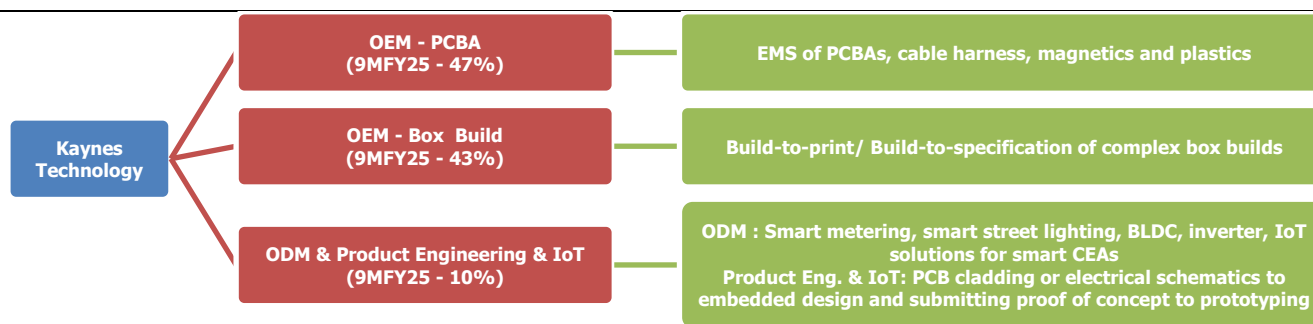 Kaynes
Technology
OEM - PCBA
(9MFY25 - 47%)
EMS of PCBAs, cable harness, magnetics and plastics
OEM - Box Build
(9MFY25 - 43%)
Build-to-print/ Build-to-specification of complex box builds
ODM & Product Engineering & IoT
(9MFY25 - 10%)
ODM : Smart metering, smart street lighting, BLDC, inverter, IoT
solutions for smart CEAs
Product Eng. & IoT: PCB cladding or electrical schematics to
embedded design and submitting proof of concept to prototyping